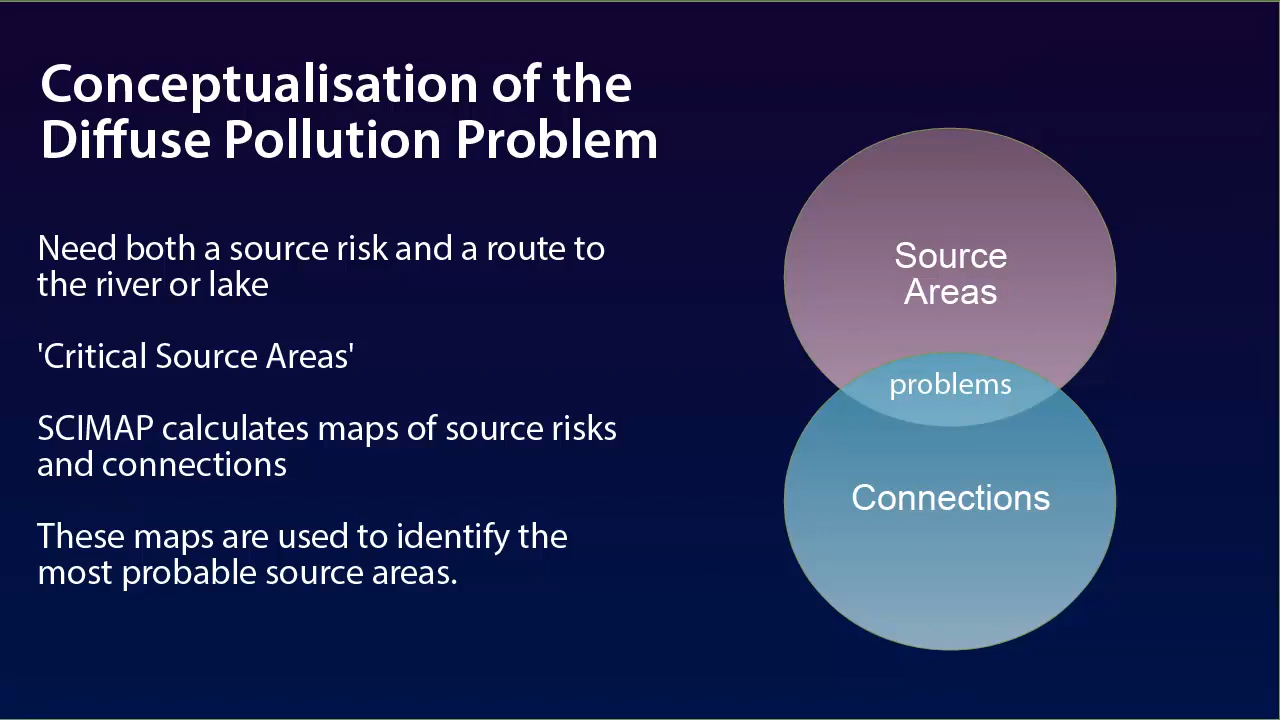 Conceptualisation of the
Diffuse Pollution Problem
Need both a source risk and a route to
the river or lake
'Critical Source Areas'
SCIMAP calculates maps of source risks
and connections
These maps are used to identify the
most probable source areas.
Source
Areas
problems
Connections